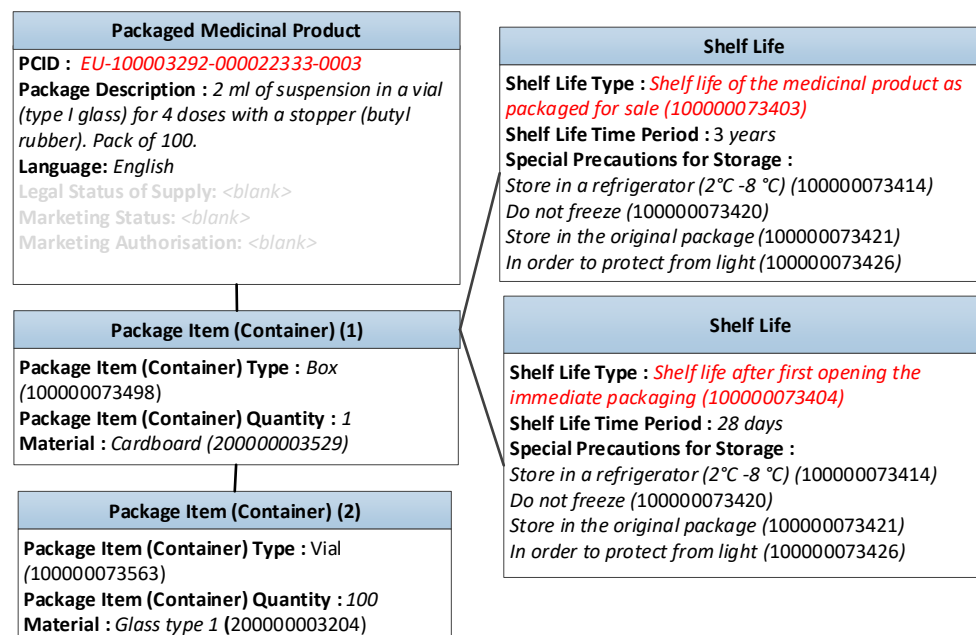 Packaged Medicinal Product
PCID : EU-100003292-000022333-0003
Package Description : 2 ml of suspension in a vial
(type I glass) for 4 doses with a stopper (butyl
rubber). Pack of 100.
Language: English
Legal Status of Supply: <blank>
Marketing Status: <blank>
Marketing Authorisation: <blank>
Package Item (Container) (1)
Package Item (Container) Type : Box
(100000073498)
Package Item (Container) Quantity : 1
Material : Cardboard (200000003529)
Package Item (Container) (2)
Package Item (Container) Type : Vial
(100000073563)
Package Item (Container) Quantity : 100
Material : Glass type 1 (200000003204)
Shelf Life
Shelf Life Type : Shelf life of the medicinal product as
packaged for sale (100000073403)
Shelf Life Time Period : 3 years
Special Precautions for Storage :
Store in a refrigerator (2°C -8 °C) (100000073414)
Do not freeze (100000073420)
Store in the original package (100000073421)
In order to protect from light (100000073426)
Shelf Life
Shelf Life Type : Shelf life after first opening the
immediate packaging (100000073404)
Shelf Life Time Period : 28 days
Special Precautions for Storage :
Store in a refrigerator (2°C -8 °C) (100000073414)
Do not freeze (100000073420)
Store in the original package (100000073421)
In order to protect from light (100000073426)